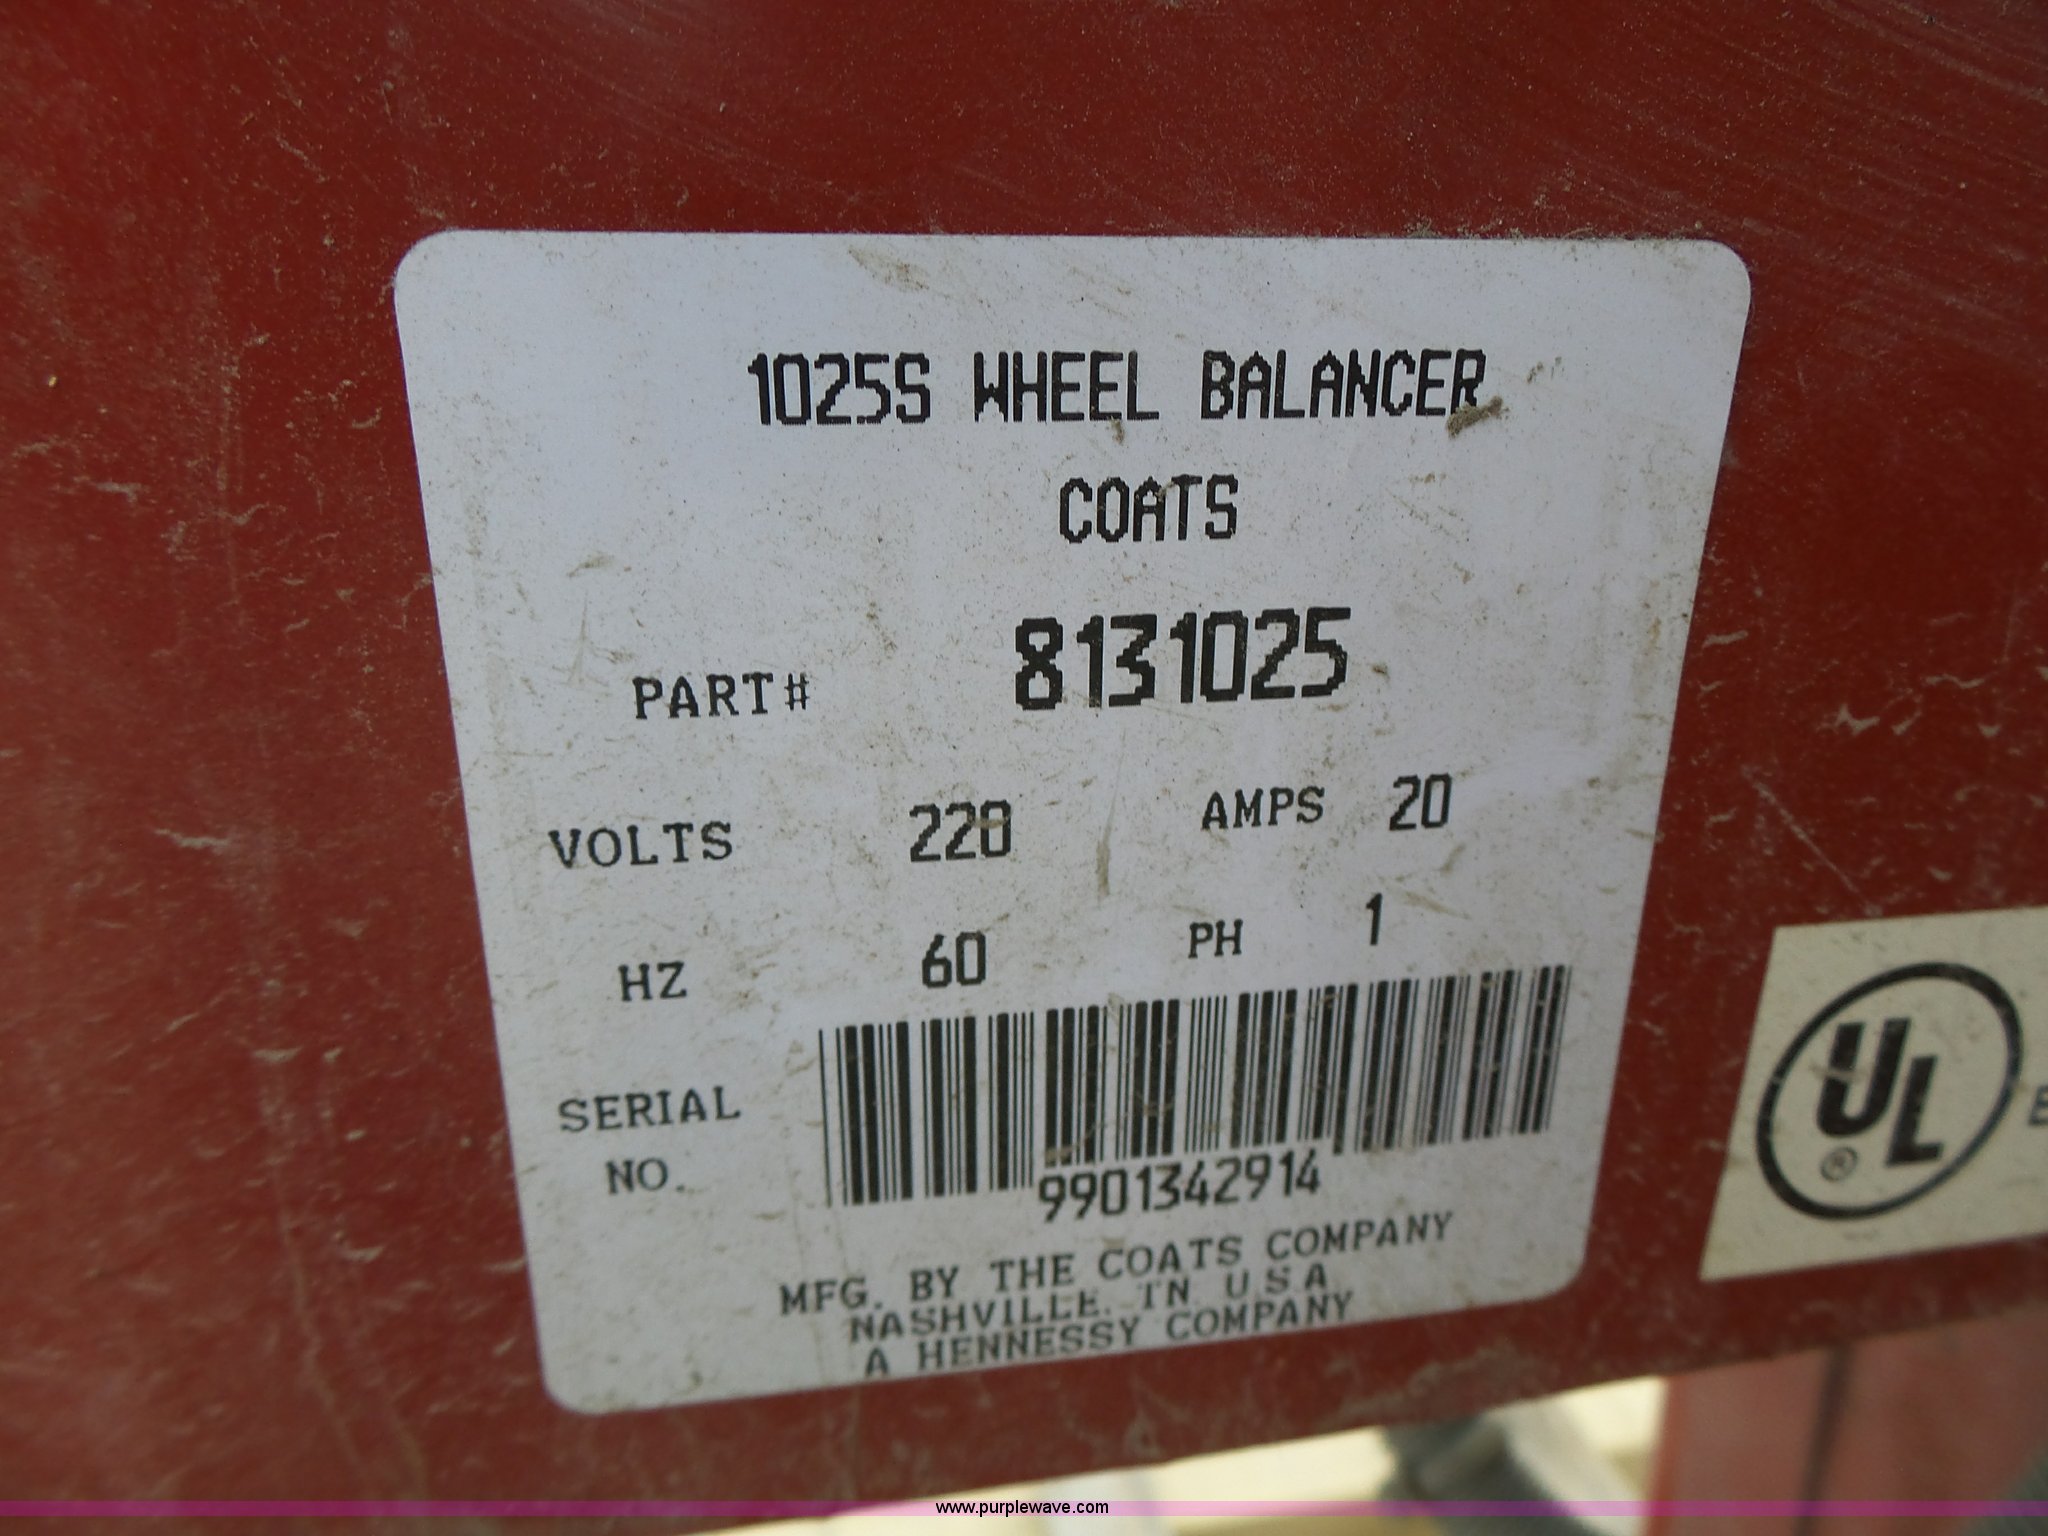 1025S WHEEL BALANCER
COATS
PART# 8131025
VOLTS 220 AMPS 20
HZ 60 PH 1
SERIAL
NO.
9901342914
MFG. BY THE COATS COMPANY
NASHVILLE. TN U.S.A.
A HENNESSY COMPANY
UL
®
www.purplewave.com